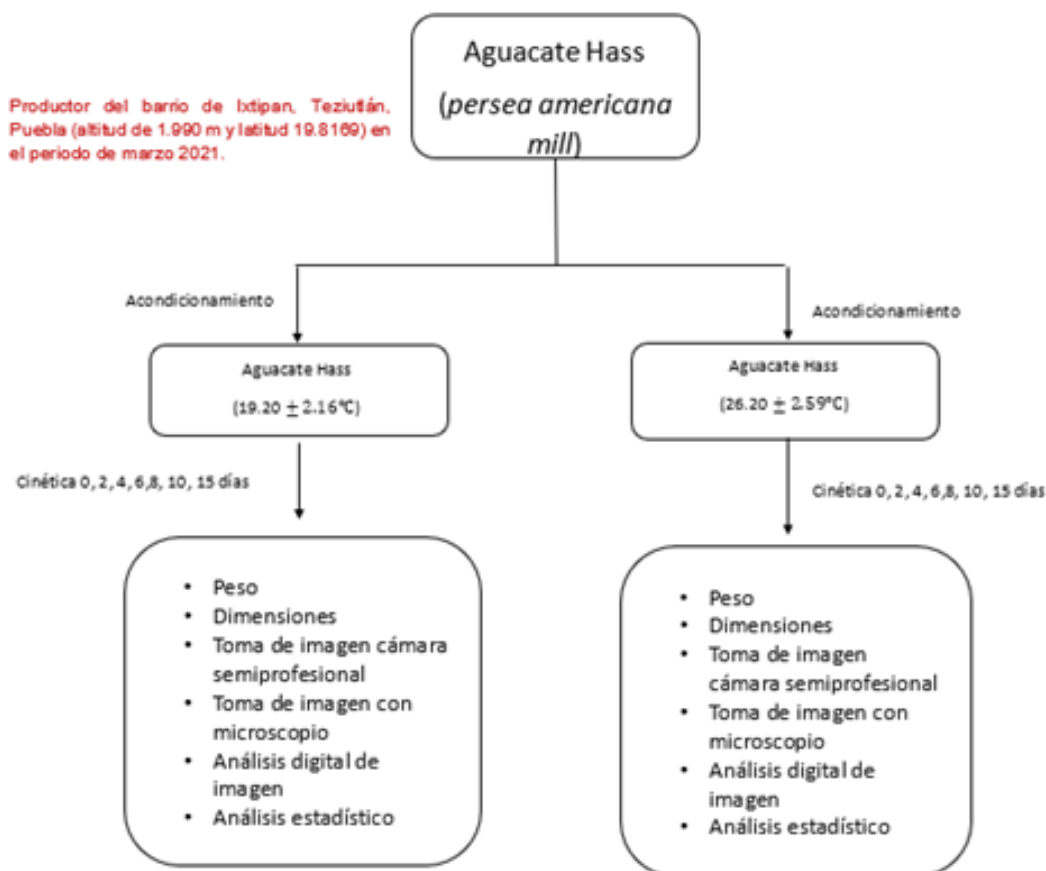 Aguacate Hass
(persea americana
mill)
Productor del barrio de Ixtipan, Teziutlán,
Puebla (altitud de 1.990 m y latitud 19.8169) en
el periodo de marzo 2021.
Acondicionamiento
Acondicionamiento
Aguacate Hass
(19.20 ± 2.16°C)
Aguacate Hass
(26.20 ± 2.59°C)
Cinética 0, 2, 4, 6,8, 10, 15 días
Cinética 0, 2, 4, 6,8, 10, 15 días
• Peso
• Dimensiones
• Toma de imagen cámara
semiprofesional
• Toma de imagen con
microscopio
• Análisis digital de
imagen
• Análisis estadístico
• Peso
• Dimensiones
• Toma de imagen
cámara semiprofesional
• Toma de imagen con
microscopio
• Análisis digital de
imagen
• Análisis estadístico